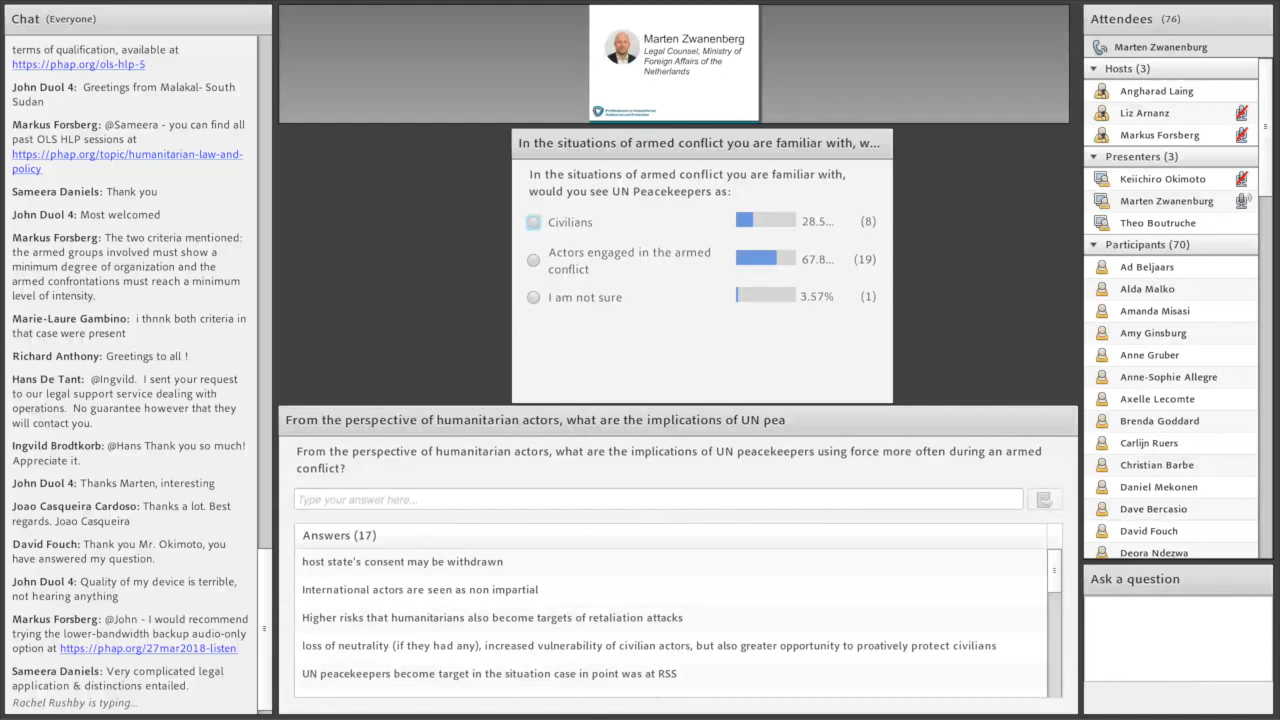 Chat (Everyone)
terms of qualification, available at
https://phap.org/ols-hlp-5
John Duol 4: Greetings from Malakal- South
Sudan
Markus Forsberg: @Sameera - you can find all
past OLS HLP sessions at
https://phap.org/topic/humanitarian-law-and-
policy
Sameera Daniels: Thank you
John Duol 4: Most welcomed
Markus Forsberg: The two criteria mentioned:
the armed groups involved must show a
minimum degree of organization and the
armed confrontations must reach a minimum
level of intensity.
Marie-Laure Gambino: i thnnk both criteria in
that case were present
Richard Anthony: Greetings to all !
Hans De Tant: @Ingvild. I sent your request
to our legal support service dealing with
operations. No guarantee however that they
will contact you.
Ingvild Brodtkorb: @Hans Thank you so much!
Appreciate it.
John Duol 4: Thanks Marten, interesting
Joao Casqueira Cardoso: Thanks a lot. Best
regards. Joao Casqueira
David Fouch: Thank you Mr. Okimoto, you
have answered my question.
John Duol 4: Quality of my device is terrible,
not hearing anything
Markus Forsberg: @John - I would recommend
trying the lower-bandwidth backup audio-only
option at https://phap.org/27mar2018-listen
Sameera Daniels: Very complicated legal
application & distinctions entailed.
Rachel Rushby is typing...
Marten Zwanenberg
Legal Counsel, Ministry of
Foreign Affairs of the
Netherlands
In the situations of armed conflict you are familiar with, w...
In the situations of armed conflict you are familiar with,
would you see UN Peacekeepers as:
Civilians 28.5... (8)
Actors engaged in the armed
conflict 67.8... (19)
I am not sure 3.57% (1)
From the perspective of humanitarian actors, what are the implications of UN pea
From the perspective of humanitarian actors, what are the implications of UN peacekeepers using force more often during an armed
conflict?
Type your answer here...
Answers (17)
host state's consent may be withdrawn
International actors are seen as non impartial
Higher risks that humanitarians also become targets of retaliation attacks
loss of neutrality (if they had any), increased vulnerability of civilian actors, but also greater opportunity to proatively protect civilians
UN peacekeepers become target in the situation case in point was at RSS
Attendees (76)
Marten Zwanenburg
Hosts (3)
Angharad Laing
Liz Arnanz
Markus Forsberg
Presenters (3)
Keiichiro Okimoto
Marten Zwanenburg
Theo Boutruche
Participants (70)
Ad Beljaars
Alda Malko
Amanda Misasi
Amy Ginsburg
Anne Gruber
Anne-Sophie Allegre
Axelle Lecomte
Brenda Goddard
Carlijn Ruers
Christian Barbe
Daniel Mekonen
Dave Bercasio
David Fouch
Deora Ndezwa
Ask a question